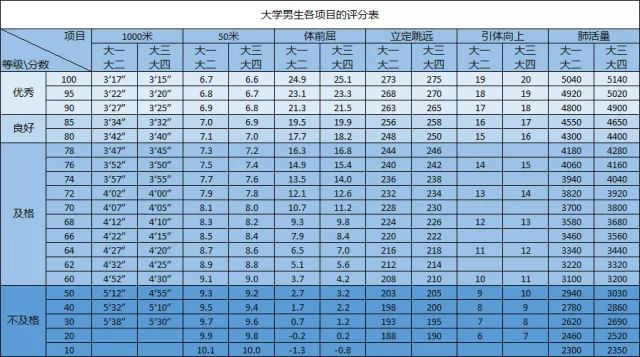 大学男生各项目的评分表
项目 1000米 50米 体前屈 立定跳远 引体向上 肺活量
等级\分数 大一大二 大三大四 大一大二 大三大四 大一大二 大三大四 大一大二 大三大四 大一大二 大三大四 大一大二 大三大四
优秀 100 3'17" 3'15" 6.7 6.6 24.9 25.1 273 275 19 20 5040 5140
95 3'22" 3'20" 6.8 6.7 23.1 23.3 268 270 18 19 4920 5020
90 3'27" 3'25" 6.9 6.8 21.3 21.5 263 265 17 18 4800 4900
良好 85 3'34" 3'32" 7.0 6.9 19.5 19.9 256 258 16 17 4550 4650
80 3'42" 3'40" 7.1 7.0 17.7 18.2 248 250 15 16 4300 4400
及格 78 3'47" 3'45" 7.3 7.2 16.3 16.8 244 246 4180 4280
76 3'52" 3'50" 7.5 7.4 14.9 15.4 240 242 14 15 4060 4160
74 3'57" 3'55" 7.7 7.6 13.5 14.0 236 238 3940 4040
72 4'02" 4'00" 7.9 7.8 12.1 12.6 232 234 13 14 3820 3920
70 4'07" 4'05" 8.1 8.0 10.7 11.2 228 230 3700 3800
68 4'12" 4'10" 8.3 8.2 9.3 9.8 224 226 12 13 3580 3680
66 4'22" 4'15" 8.5 8.4 7.9 8.4 220 222 3460 3560
64 4'27" 4'20" 8.7 8.6 6.5 7.0 216 218 11 12 3340 3440
62 4'32" 4'25" 8.9 8.8 5.1 5.6 212 214 3220 3320
60 4'52" 4'30" 9.1 9.0 3.7 4.2 208 210 10 11 3100 3200
不及格 50 5'12" 4'55" 9.3 9.2 2.7 3.2 203 205 9 10 2940 3030
40 5'32" 5'10" 9.5 9.4 1.7 2.2 198 200 8 9 2780 2860
30 5'38" 5'30" 9.7 9.6 0.7 1.2 193 195 7 8 2620 2690
20 9.9 9.8 -0.2 0.2 188 190 6 7 2460 2520
10 10.1 10.0 -1.3 -0.8 2300 2350